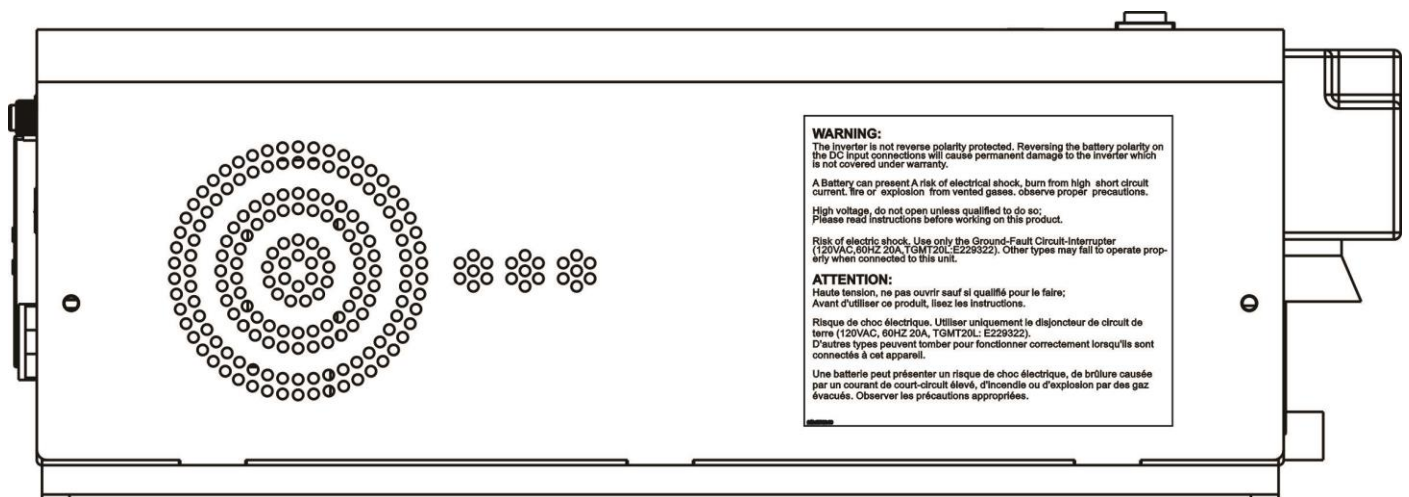 WARNING:
The inverter is not reverse polarity protected. Reversing the battery polarity on
the DC input connections will cause permanent damage to the inverter which
is not covered under warranty.
A Battery can present A risk of electrical shock, burn from high short circuit
current. fire or explosion from vented gases. observe proper precautions.
High voltage, do not open unless qualified to do so;
Please read instructions before working on this product.
Risk of electric shock. Use only the Ground-Fault Circuit-Interrupter
(120VAC,60HZ 20A,TGMT20L:E229322). Other types may fail to operate prop-
erly when connected to this unit.
ATTENTION:
Haute tension, ne pas ouvrir sauf si qualifié pour le faire;
Avant d'utiliser ce produit, lisez les instructions.
Risque de choc électrique. Utiliser uniquement le disjoncteur de circuit de
terre (120VAC, 60HZ 20A, TGMT20L: E229322).
D'autres types peuvent tomber pour fonctionner correctement lorsqu'ils sont
connectés à cet appareil.
Une batterie peut présenter un risque de choc électrique, de brûlure causée
par un courant de court-circuit élevé, d'incendie ou d'explosion par des gaz
évacués. Observer les précautions appropriées.